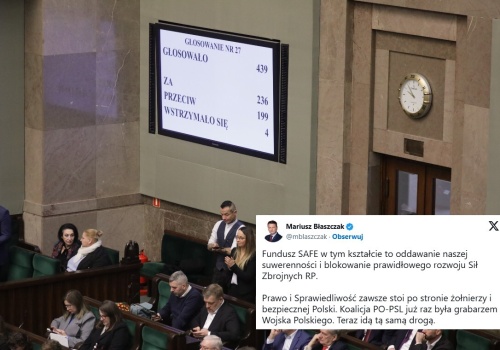 GŁOSOWANIE NR 27
GŁOSOWAŁO
439
ZA
236
PRZECIW
199
WSTRZYMAŁO SIĘ
4
Mariusz Błaszczak
@mblaszczak · Obserwuj
Fundusz SAFE w tym kształcie to oddawanie naszej
suwerenności i blokowanie prawidłowego rozwoju Sił
Zbrojnych RP.
Prawo i Sprawiedliwość zawsze stoi po stronie żołnierzy i
bezpiecznej Polski. Koalicja PO-PSL już raz była grabarzem
Wojska Polskiego. Teraz idą tą samą drogą.